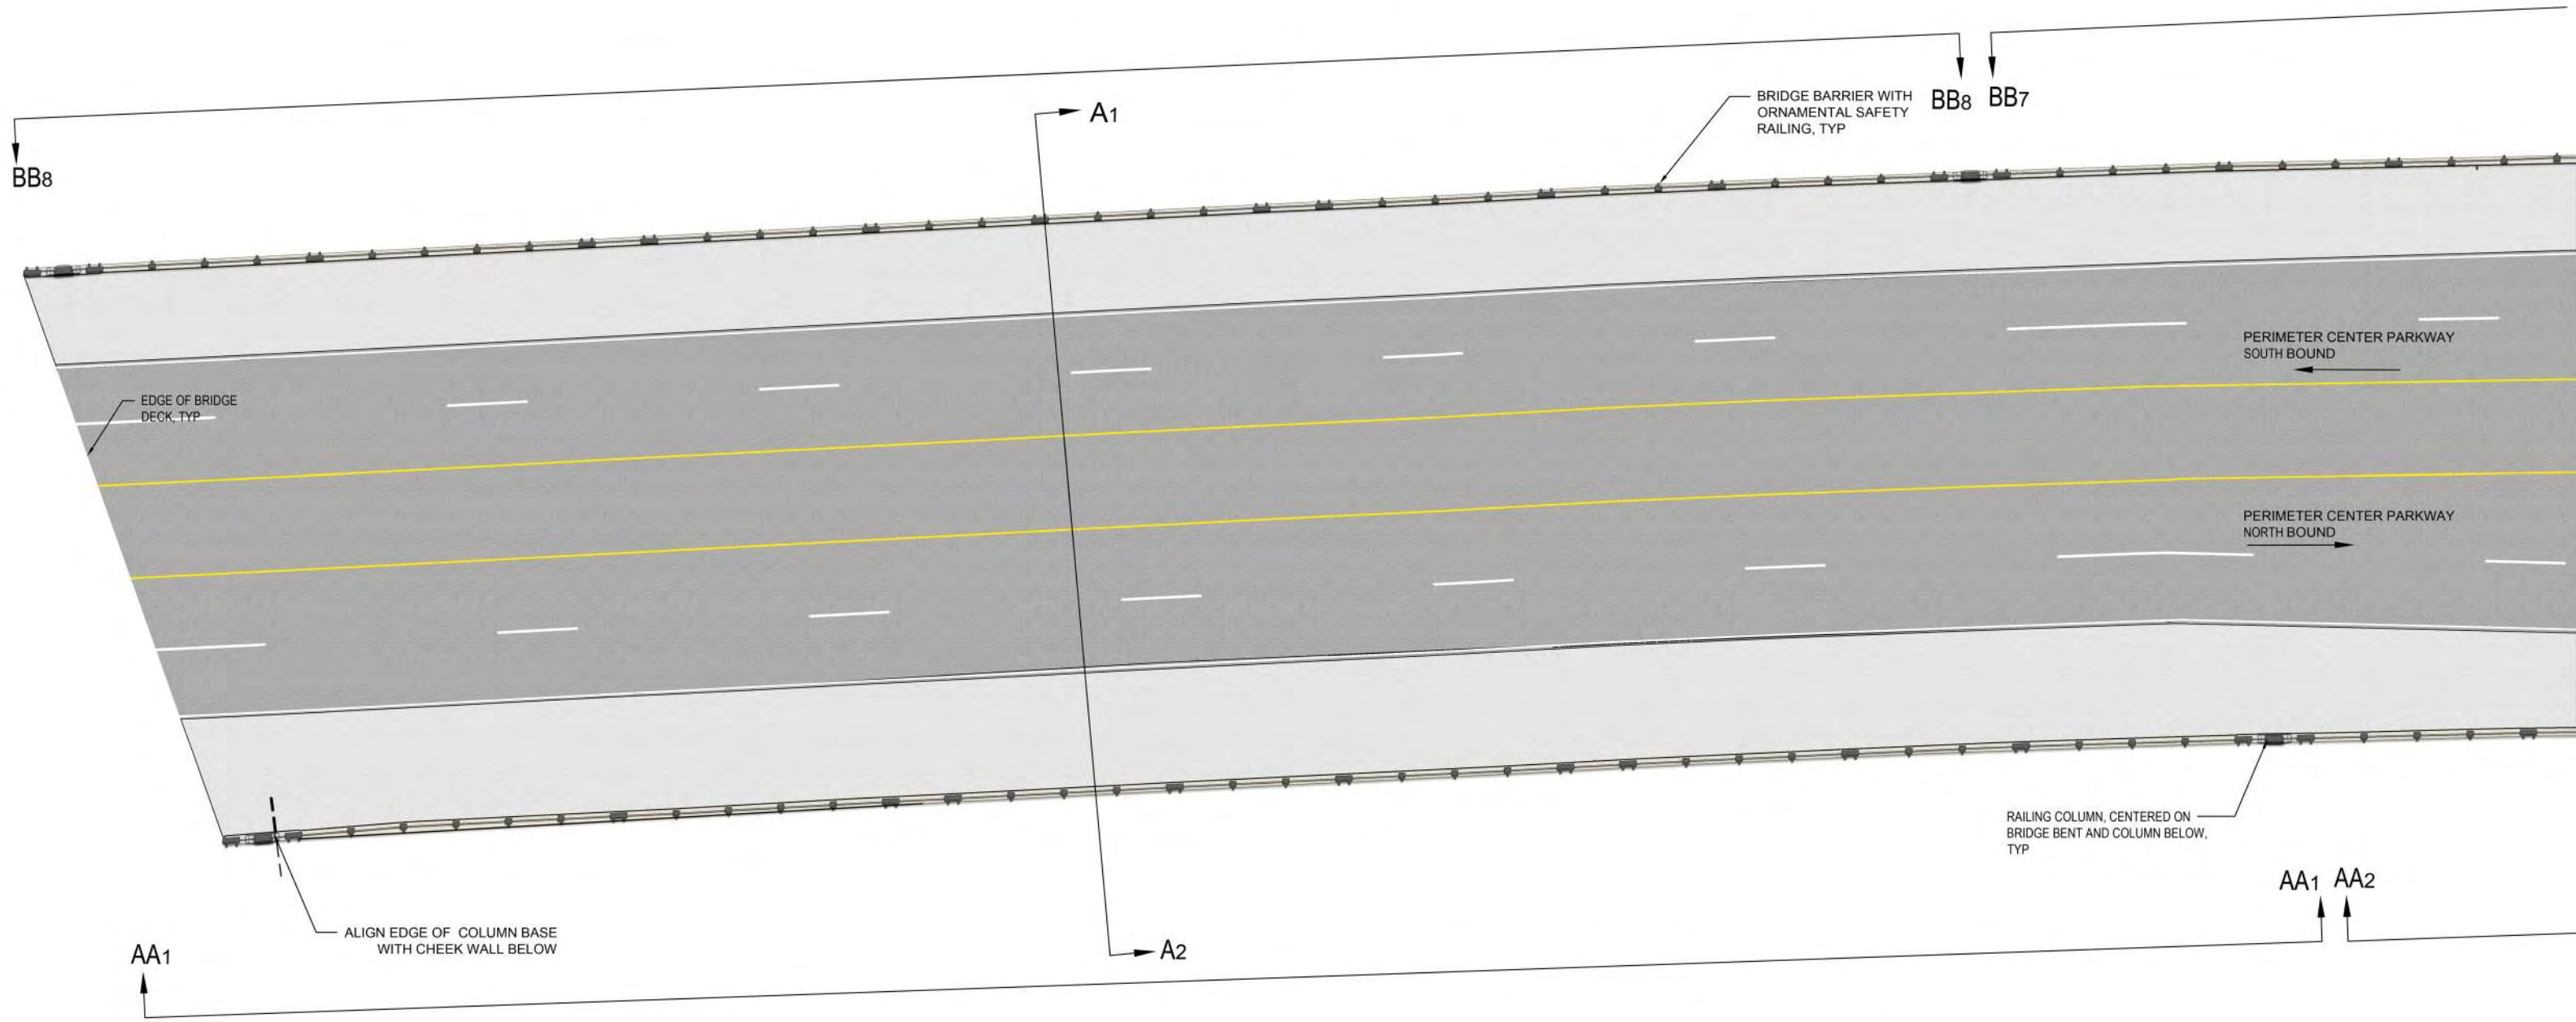 BRIDGE BARRIER WITH
ORNAMENTAL SAFETY
RAILING, TYP
BB8
BB7
A1
BB8
PERIMETER CENTER PARKWAY
SOUTH BOUND
EDGE OF BRIDGE
DECK, TYP
PERIMETER CENTER PARKWAY
NORTH BOUND
RAILING COLUMN, CENTERED ON
BRIDGE BENT AND COLUMN BELOW,
TYP
AA1
AA2
ALIGN EDGE OF COLUMN BASE
WITH CHEEK WALL BELOW
AA1
A2